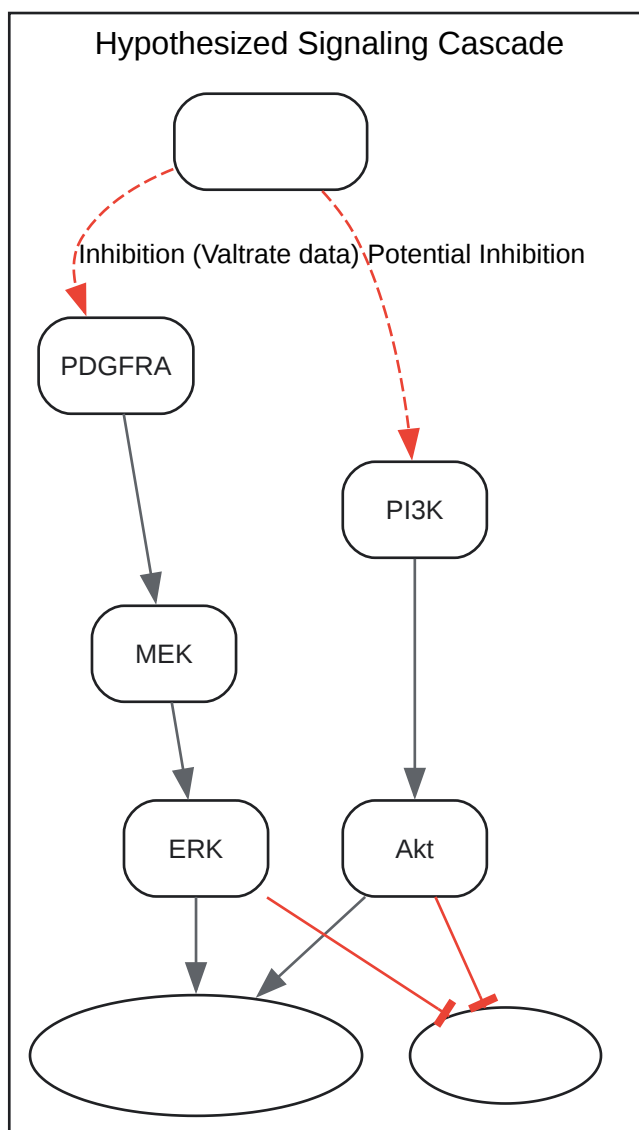 Hypothesized Signaling Cascade
Inhibition (Valtrate data) Potential Inhibition
PDGFRA
PI3K
MEK
ERK
Akt